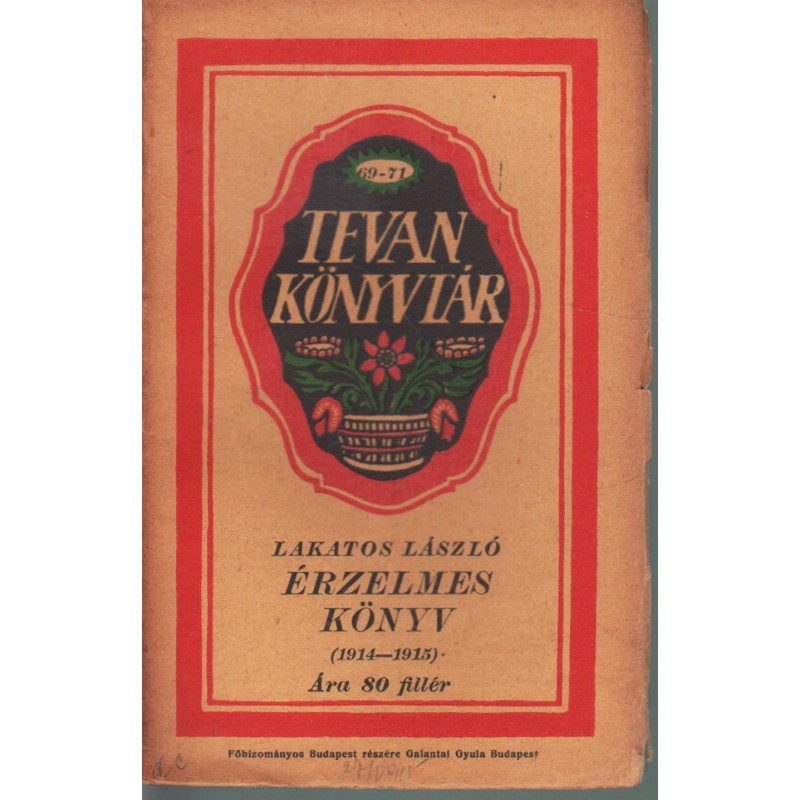 69-71
TEVAN
KÖNYVTÁR
LAKATOS LÁSZLÓ
ÉRZELMES
KÖNYV
(1914—1915).
Ára 80 fillér
Főbizományos Budapest részére Galantai Gyula Budapest